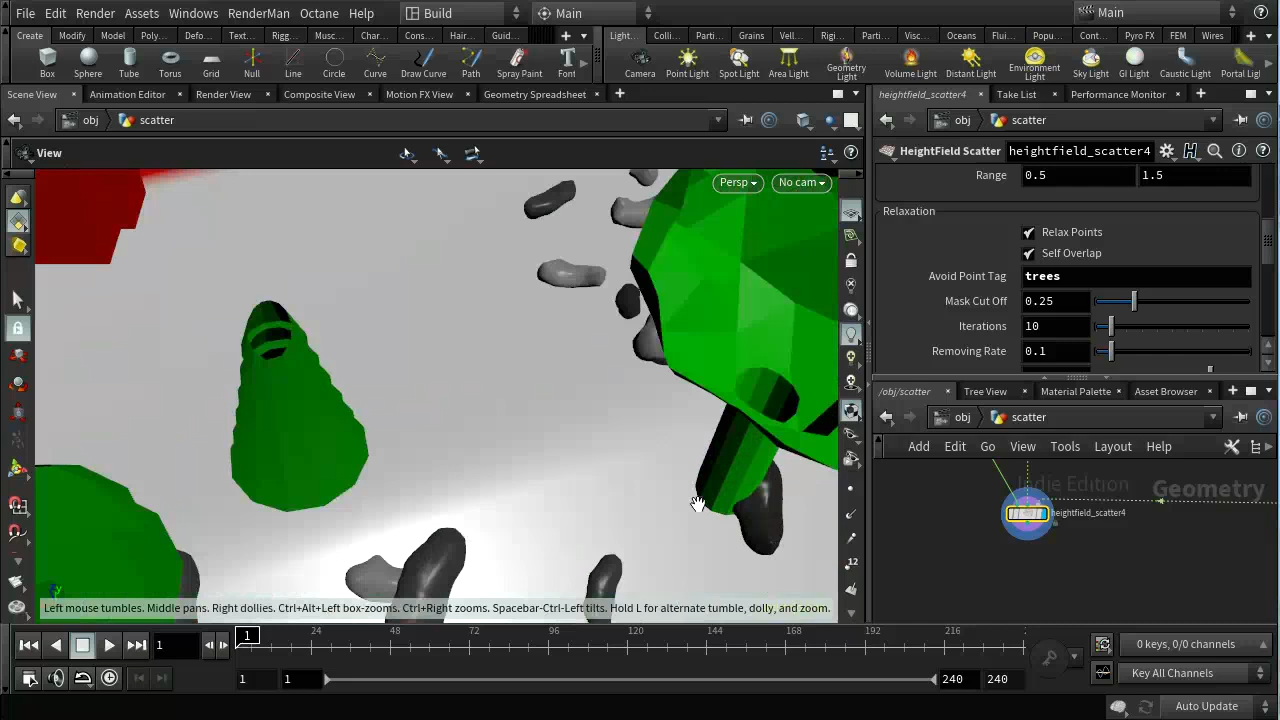 File Edit Render Assets Windows RenderMan Octane Help Build Main Main
Create Modify Model Poly... Defo... Text... Rigg... Musc... Char... Cons... Hair... Guid... Light... Colli... Parti... Grains Vell... Rigi... Parti... Visc... Oceans Flui... Popu... Cont... Pyro FX FEM Wires
Box Sphere Tube Torus Grid Null Line Circle Curve Draw Curve Path Spray Paint Font Camera Point Light Spot Light Area Light Geometry Light Volume Light Distant Light Environment Light Sky Light GI Light Caustic Light Portal Lig
Scene View Animation Editor Render View Composite View Motion FX View Geometry Spreadsheet
heightfield_scatter4 Take List Performance Monitor
obj scatter
obj scatter
View
HeightField Scatter heightfield_scatter4
Persp No cam
Range 0.5 1.5
Relaxation
Relax Points
Self Overlap
Avoid Point Tag trees
Mask Cut Off 0.25
Iterations 10
Removing Rate 0.1
/obj/scatter Tree View Material Palette Asset Browser
obj scatter
Add Edit Go View Tools Layout Help
Indie Edition Geometry
heightfield_scatter4
12
Left mouse tumbles. Middle pans. Right dollies. Ctrl+Alt+Left box-zooms. Ctrl+Right zooms. Spacebar-Ctrl-Left tilts. Hold L for alternate tumble, dolly, and zoom.
1 1 24 48 72 96 120 144 168 192 216
0 keys, 0/0 channels
1 1 240 240
Key All Channels
Auto Update